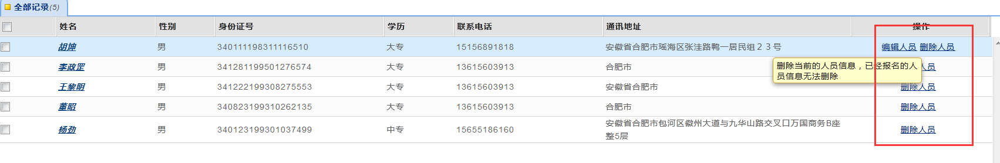 全部记录(5)
姓名 性别 身份证号 学历 联系电话 通讯地址 操作
胡坤 男 340111198311116510 大专 15156891818 安徽省合肥市瑶海区张洼路鸭一居民组２３号 编辑人员 删除人员
李政罡 男 341281199501276574 大专 13615603913 合肥市 人员
删除当前的人员信息，已经报名的人
员信息无法删除
王黎明 男 341222199308275553 大专 13615603913 安徽省合肥市 删除人员
董昭 男 340823199310262135 大专 13615603913 合肥市 删除人员
杨劲 男 340123199301037499 中专 15655186160 安徽省合肥市包河区徽州大道与九华山路交叉口万国商务B座 删除人员
整5层